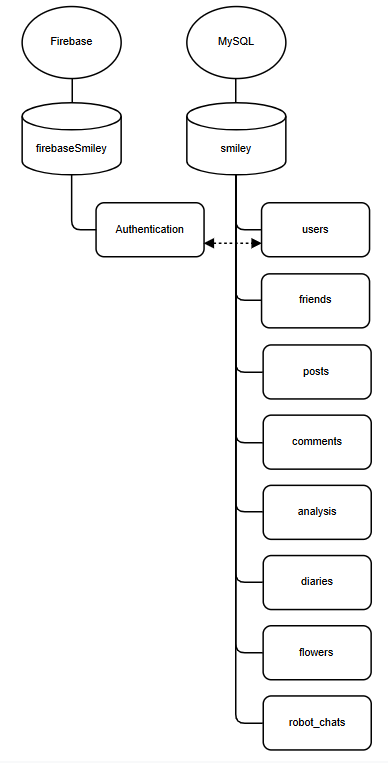 Firebase
MySQL
firebaseSmiley
smiley
Authentication
users
friends
posts
comments
analysis
diaries
flowers
robot_chats